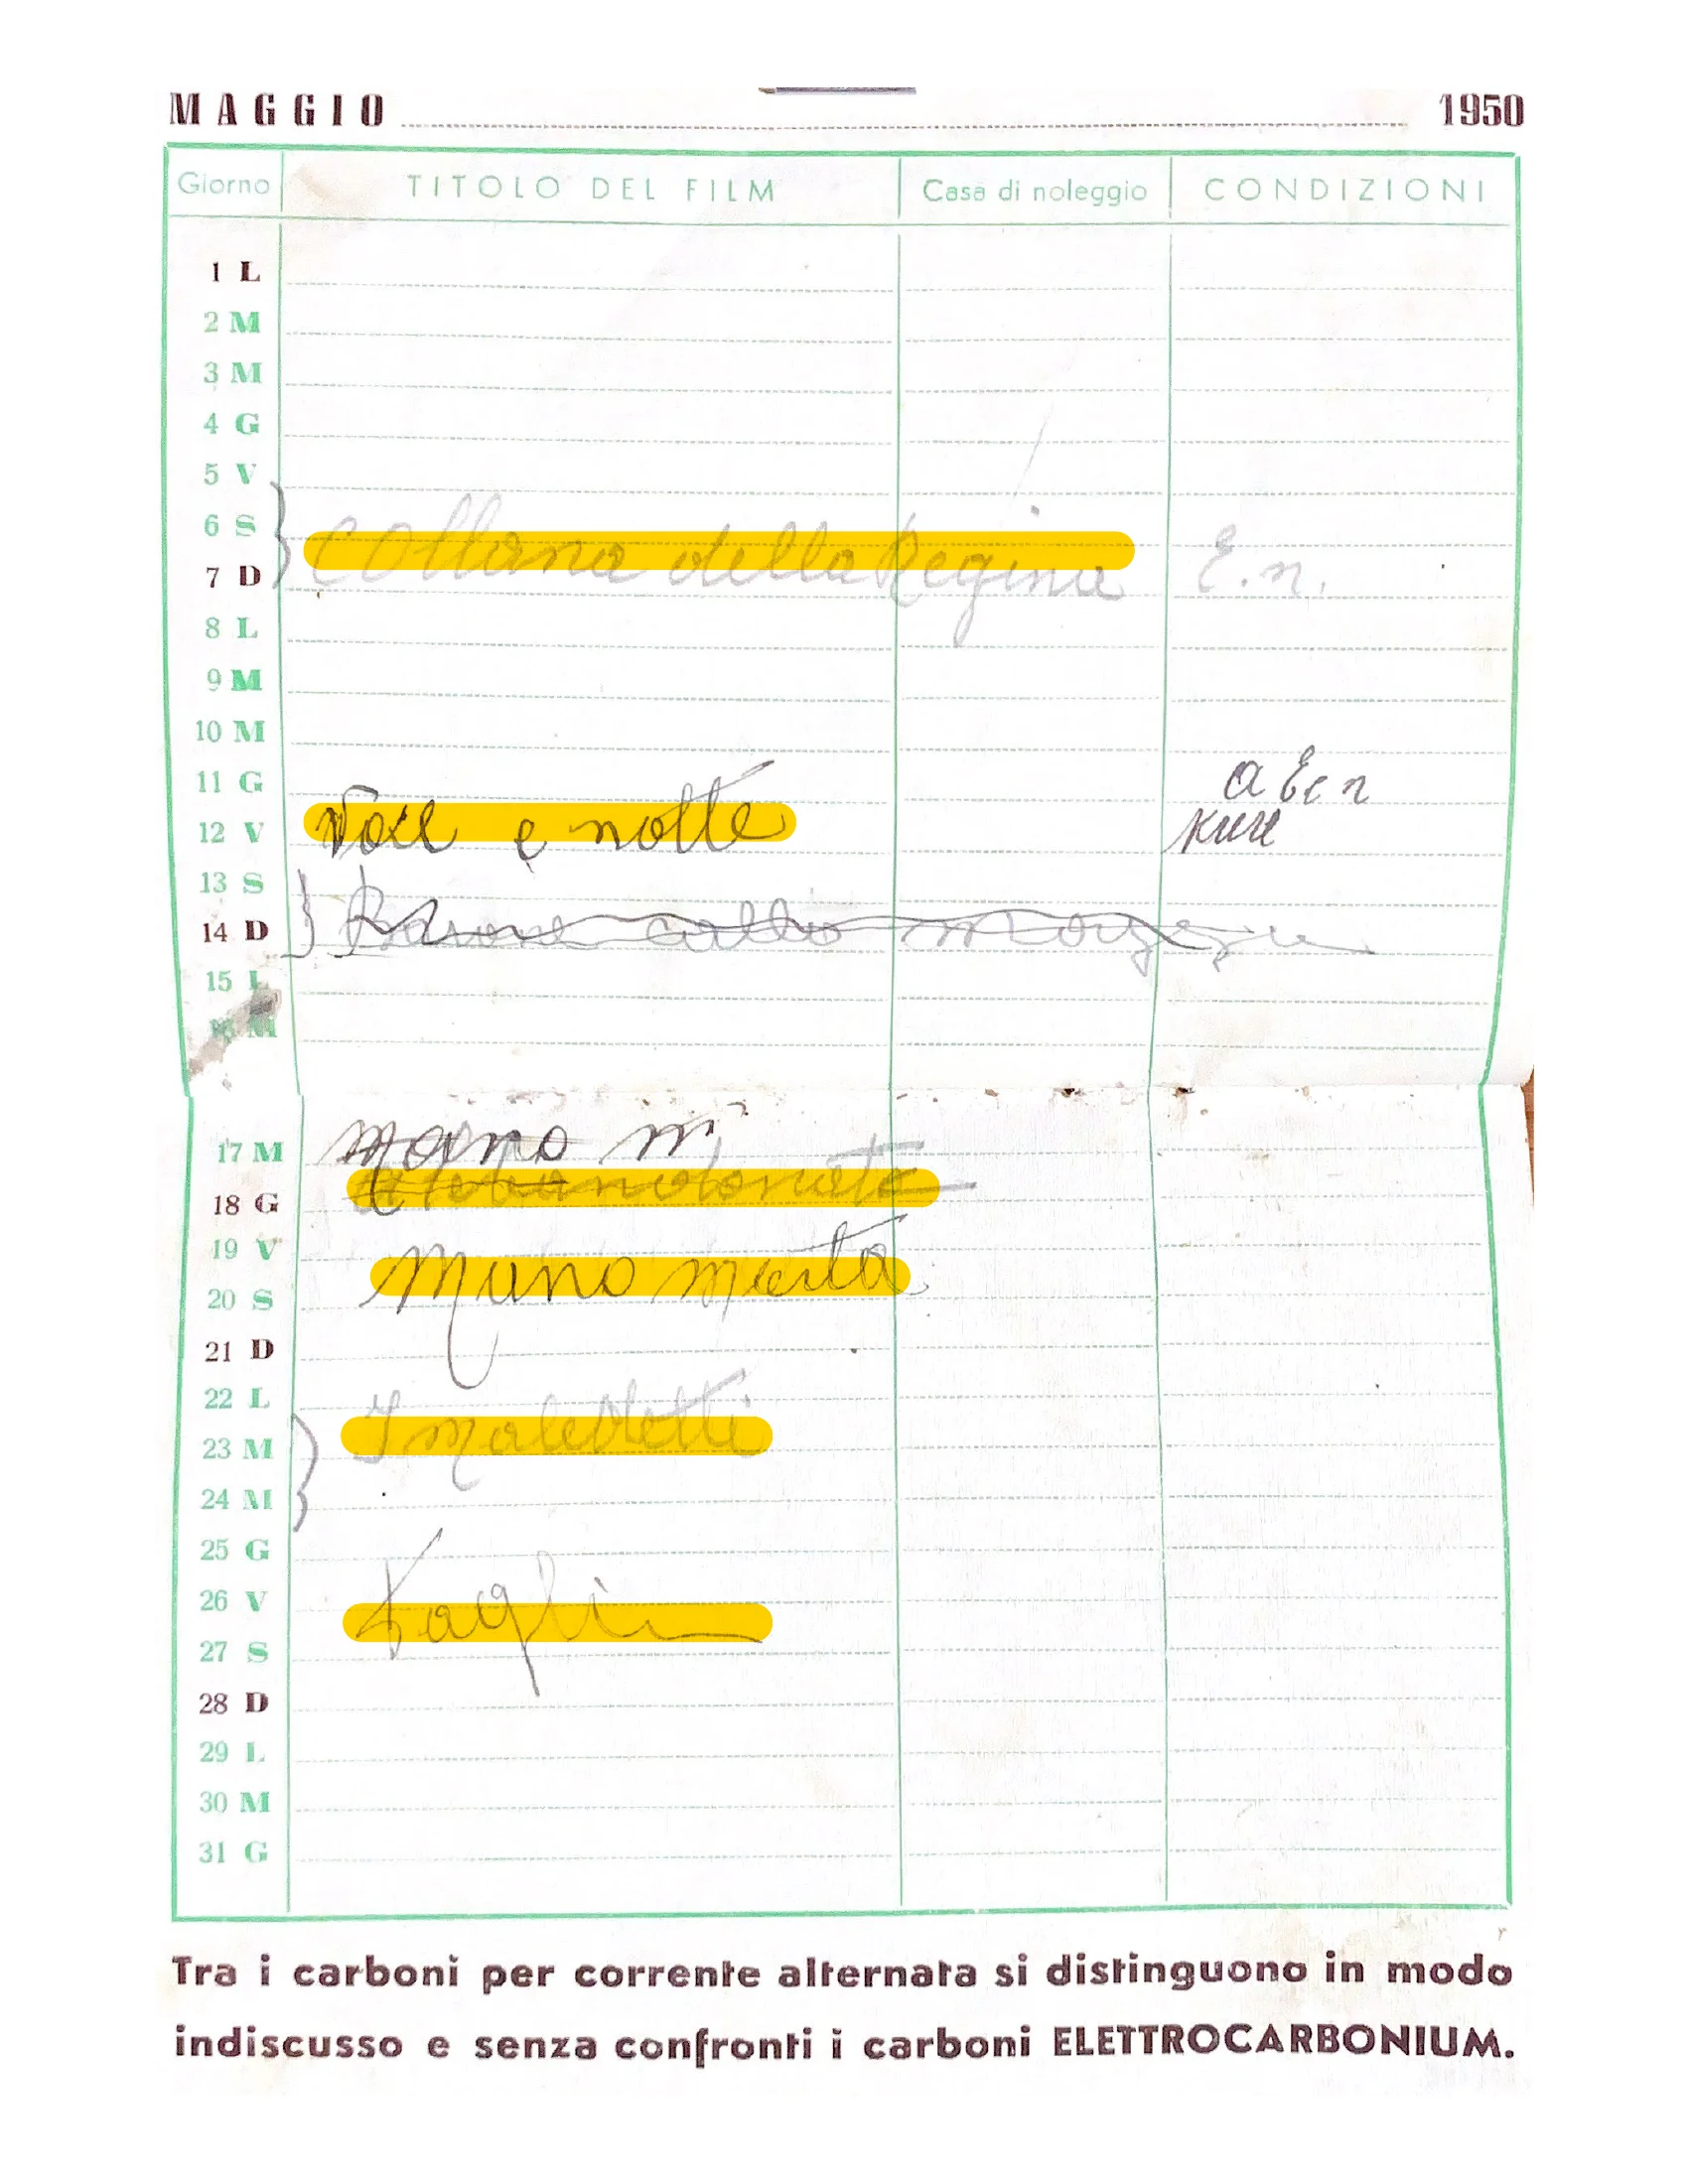 MAGGIO 1950
Giorno TITOLO DEL FILM Casa di noleggio CONDIZIONI
1 L
2 M
3 M
4 G
5 V
6 S
7 D Collana della Regina E.n.
8 L
9 M
10 M
11 G
12 V e notte
13 S
14 D
15 L
16 M
17 M mano m
18 G abbandonata
19 V
20 S Mano morta
21 D
22 L
23 M I maledetti
24 M
25 G
26 V
27 S
28 D
29 L
30 M
31 G
Tra i carboni per corrente alternata si distinguono in modo
indiscusso e senza confronti i carboni ELETTROCARBONIUM.